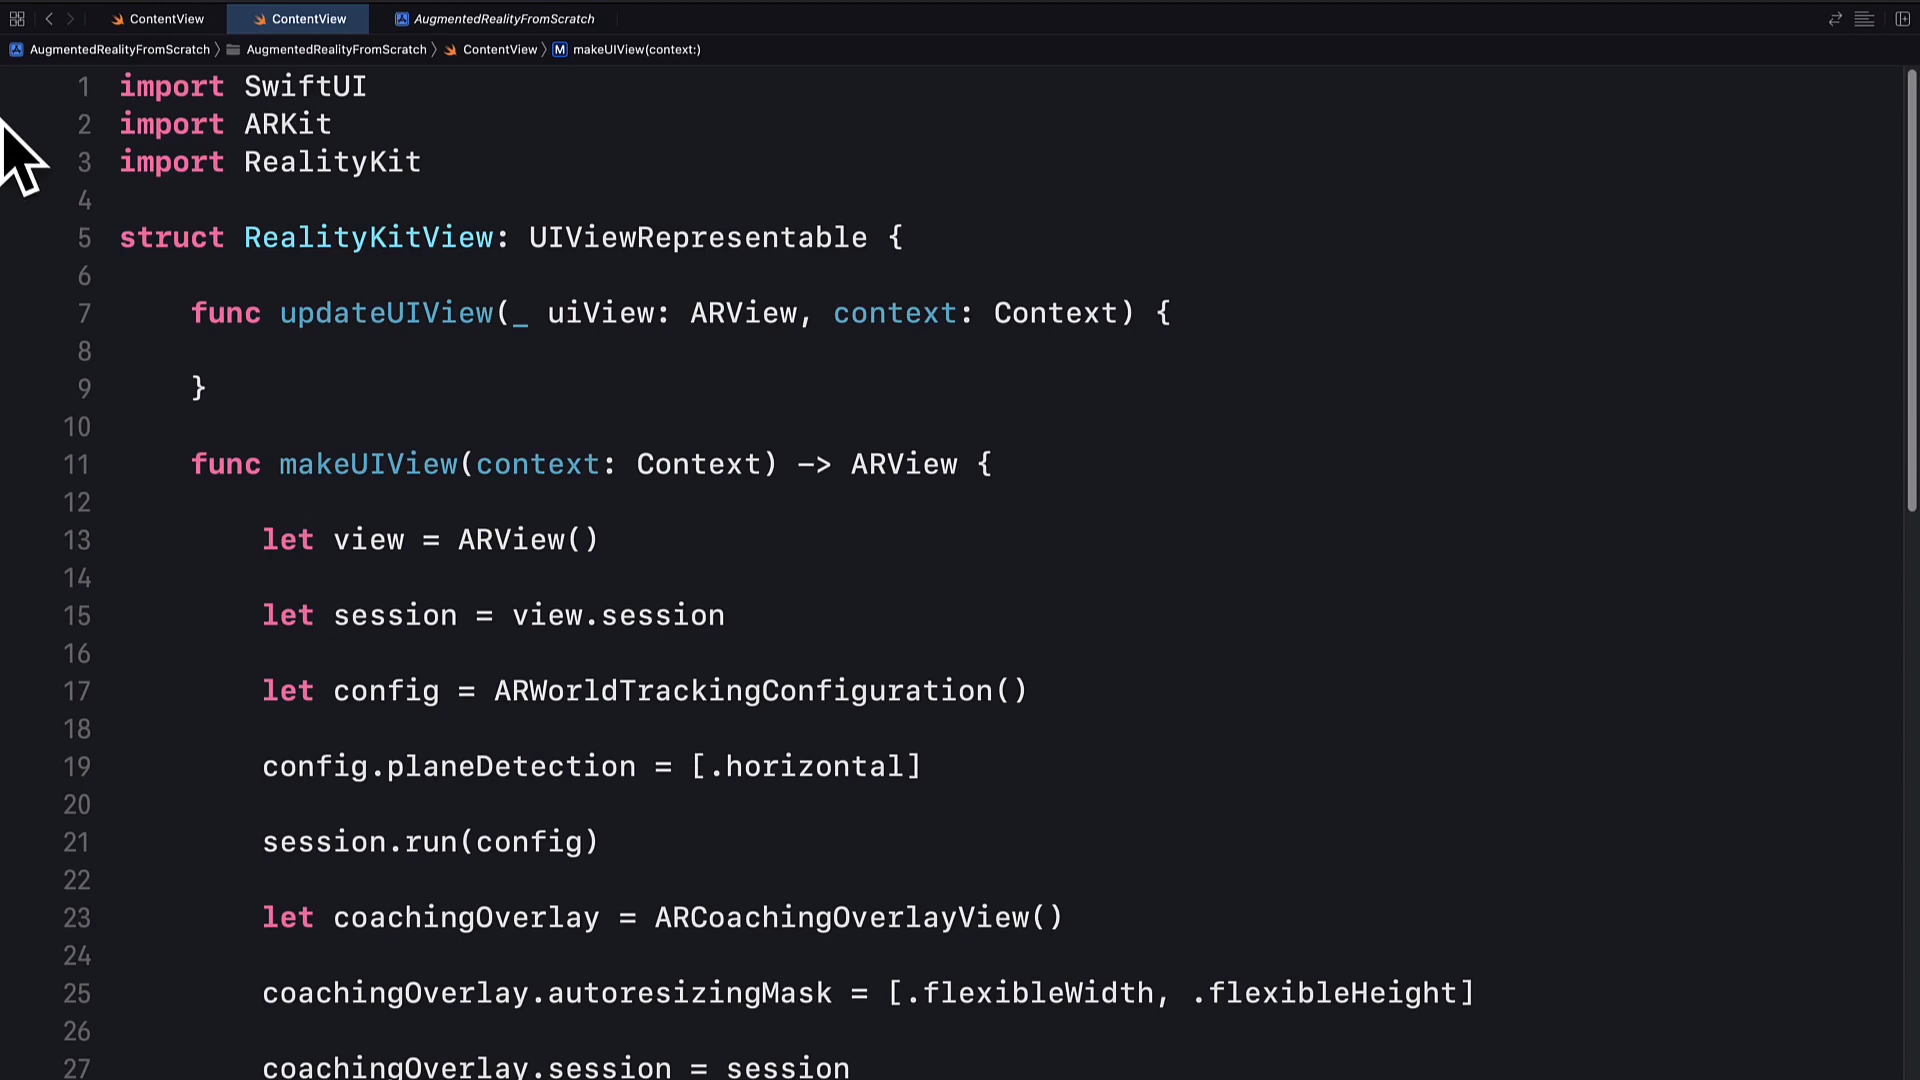 ContentView ContentView AugmentedRealityFromScratch
AugmentedRealityFromScratch AugmentedRealityFromScratch ContentView M makeUIView(context:)
1 import SwiftUI
2 import ARKit
3 import RealityKit
4
5 struct RealityKitView: UIViewRepresentable {
6
7 func updateUIView(_ uiView: ARView, context: Context) {
8
9 }
10
11 func makeUIView(context: Context) -> ARView {
12
13 let view = ARView()
14
15 let session = view.session
16
17 let config = ARWorldTrackingConfiguration()
18
19 config.planeDetection = [.horizontal]
20
21 session.run(config)
22
23 let coachingOverlay = ARCoachingOverlayView()
24
25 coachingOverlay.autoresizingMask = [.flexibleWidth, .flexibleHeight]
26
27 coachingOverlay.session = session